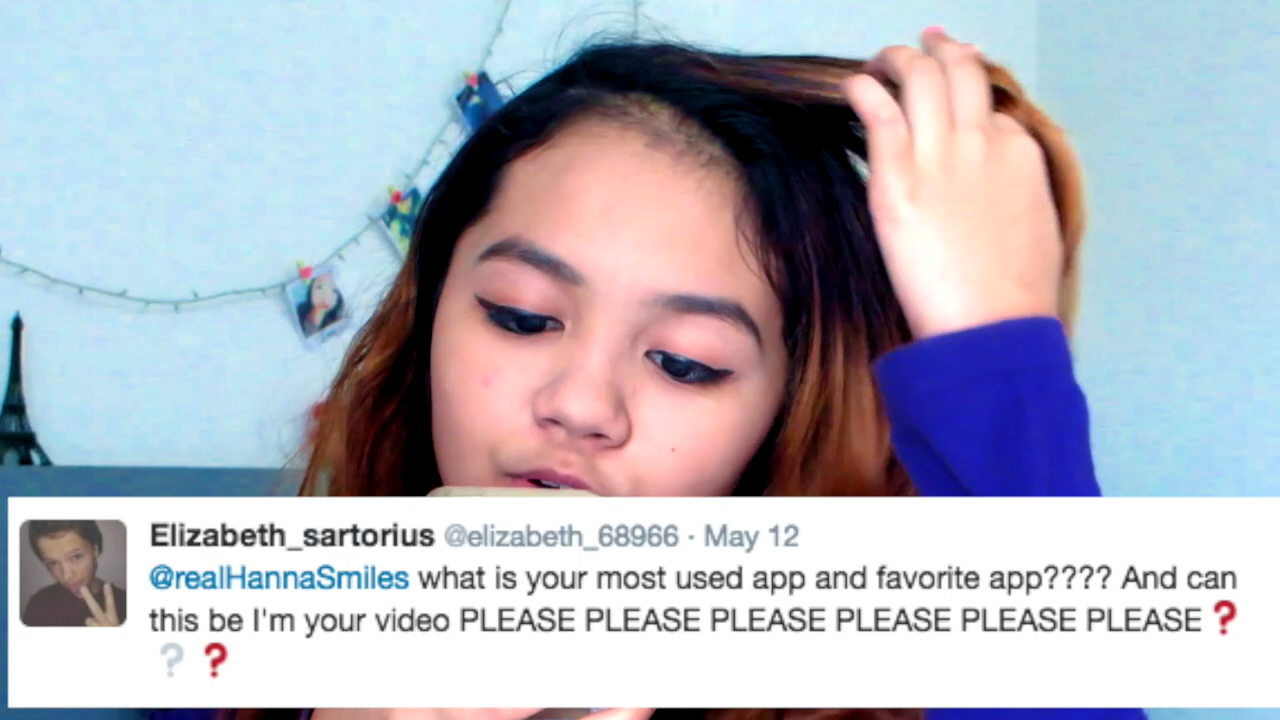 Elizabeth_sartorius @elizabeth_68966 · May 12
@realHannaSmiles what is your most used app and favorite app???? And can
this be I'm your video PLEASE PLEASE PLEASE PLEASE PLEASE PLEASE ❓
❔ ❓